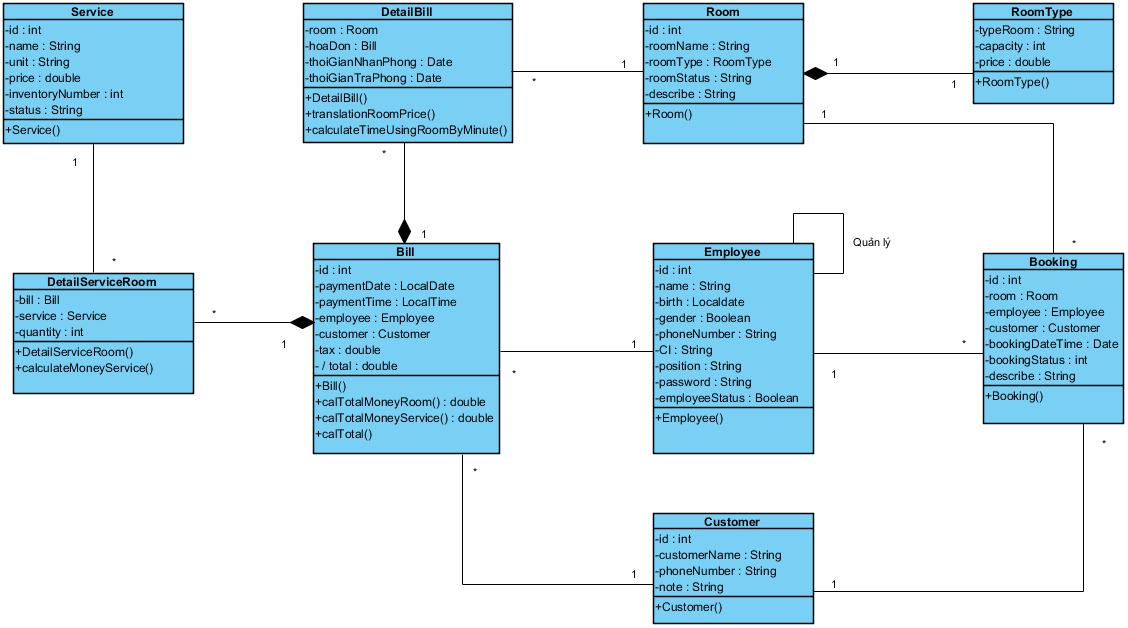 Service
-id : int
-name : String
-unit : String
-price : double
-inventoryNumber : int
-status : String
+Service()
1
*
DetailBill
-room : Room
-hoaDon : Bill
-thoiGianNhanPhong : Date
-thoiGianTraPhong : Date
+DetailBill()
+translationRoomPrice()
+calculateTimeUsingRoomByMinute()
*
1
*
1
Room
-id : int
-roomName : String
-roomType : RoomType
-roomStatus : String
-describe : String
+Room()
1
1
1
*
RoomType
-typeRoom : String
-capacity : int
-price : double
+RoomType()
DetailServiceRoom
-bill : Bill
-service : Service
-quantity : int
+DetailServiceRoom()
+calculateMoneyService()
*
1
Bill
-id : int
-paymentDate : LocalDate
-paymentTime : LocalTime
-employee : Employee
-customer : Customer
-tax : double
- / total : double
+Bill()
+calTotalMoneyRoom() : double
+calTotalMoneyService() : double
+calTotal()
1
*
*
1
Employee
-id : int
-name : String
-birth : Localdate
-gender : Boolean
-phoneNumber : String
-CI : String
-position : String
-password : String
-employeeStatus : Boolean
+Employee()
Quản lý
*
1
Booking
-id : int
-room : Room
-employee : Employee
-customer : Customer
-bookingDateTime : Date
-bookingStatus : int
-describe : String
+Booking()
*
Customer
-id : int
-customerName : String
-phoneNumber : String
-note : String
+Customer()
1